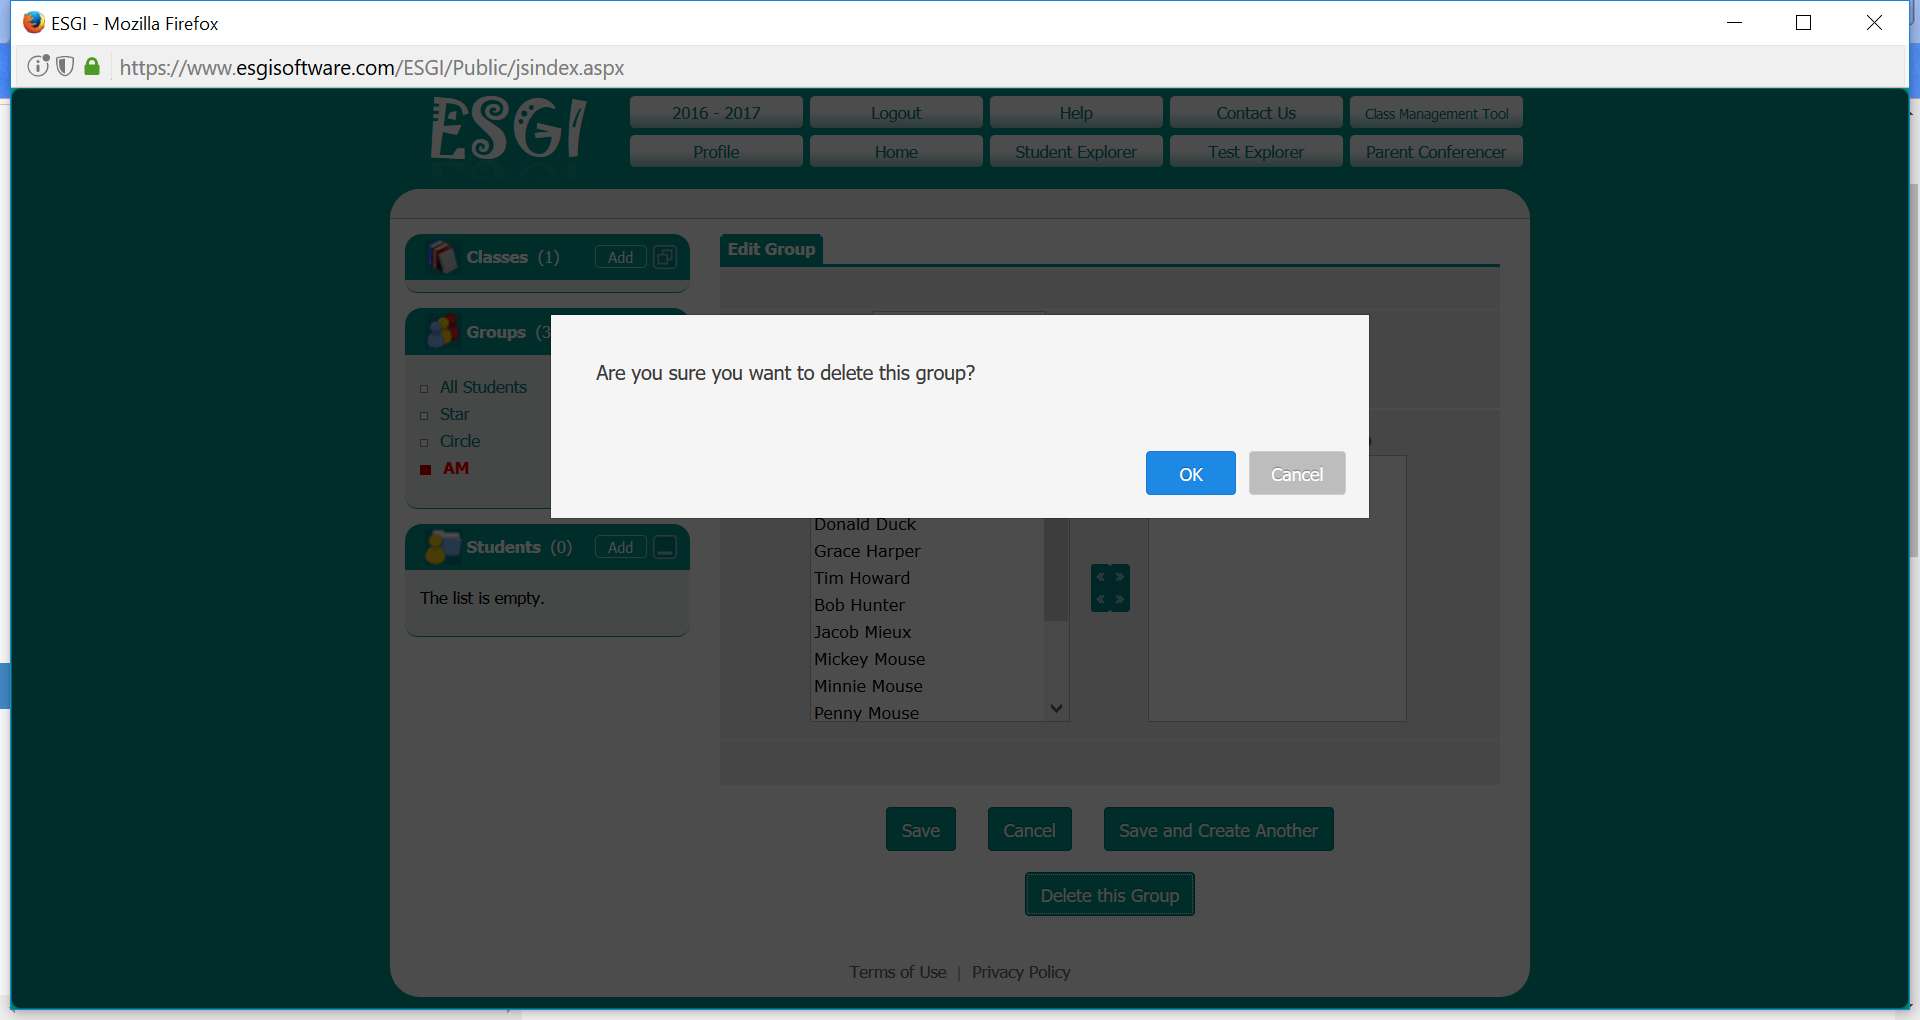 ESGI - Mozilla Firefox
https://www.esgisoftware.com/ESGI/Public/jsindex.aspx
ESGI
2016 - 2017 Logout Help Contact Us Class Management Tool
Profile Home Student Explorer Test Explorer Parent Conferencer
Classes (1) Add
Edit Group
Groups (3
All Students
Star
Circle
AM
Are you sure you want to delete this group?
OK Cancel
Students (0) Add
The list is empty.
Donald Duck
Grace Harper
Tim Howard
Bob Hunter
Jacob Mieux
Mickey Mouse
Minnie Mouse
Penny Mouse
Save Cancel Save and Create Another
Delete this Group
Terms of Use | Privacy Policy